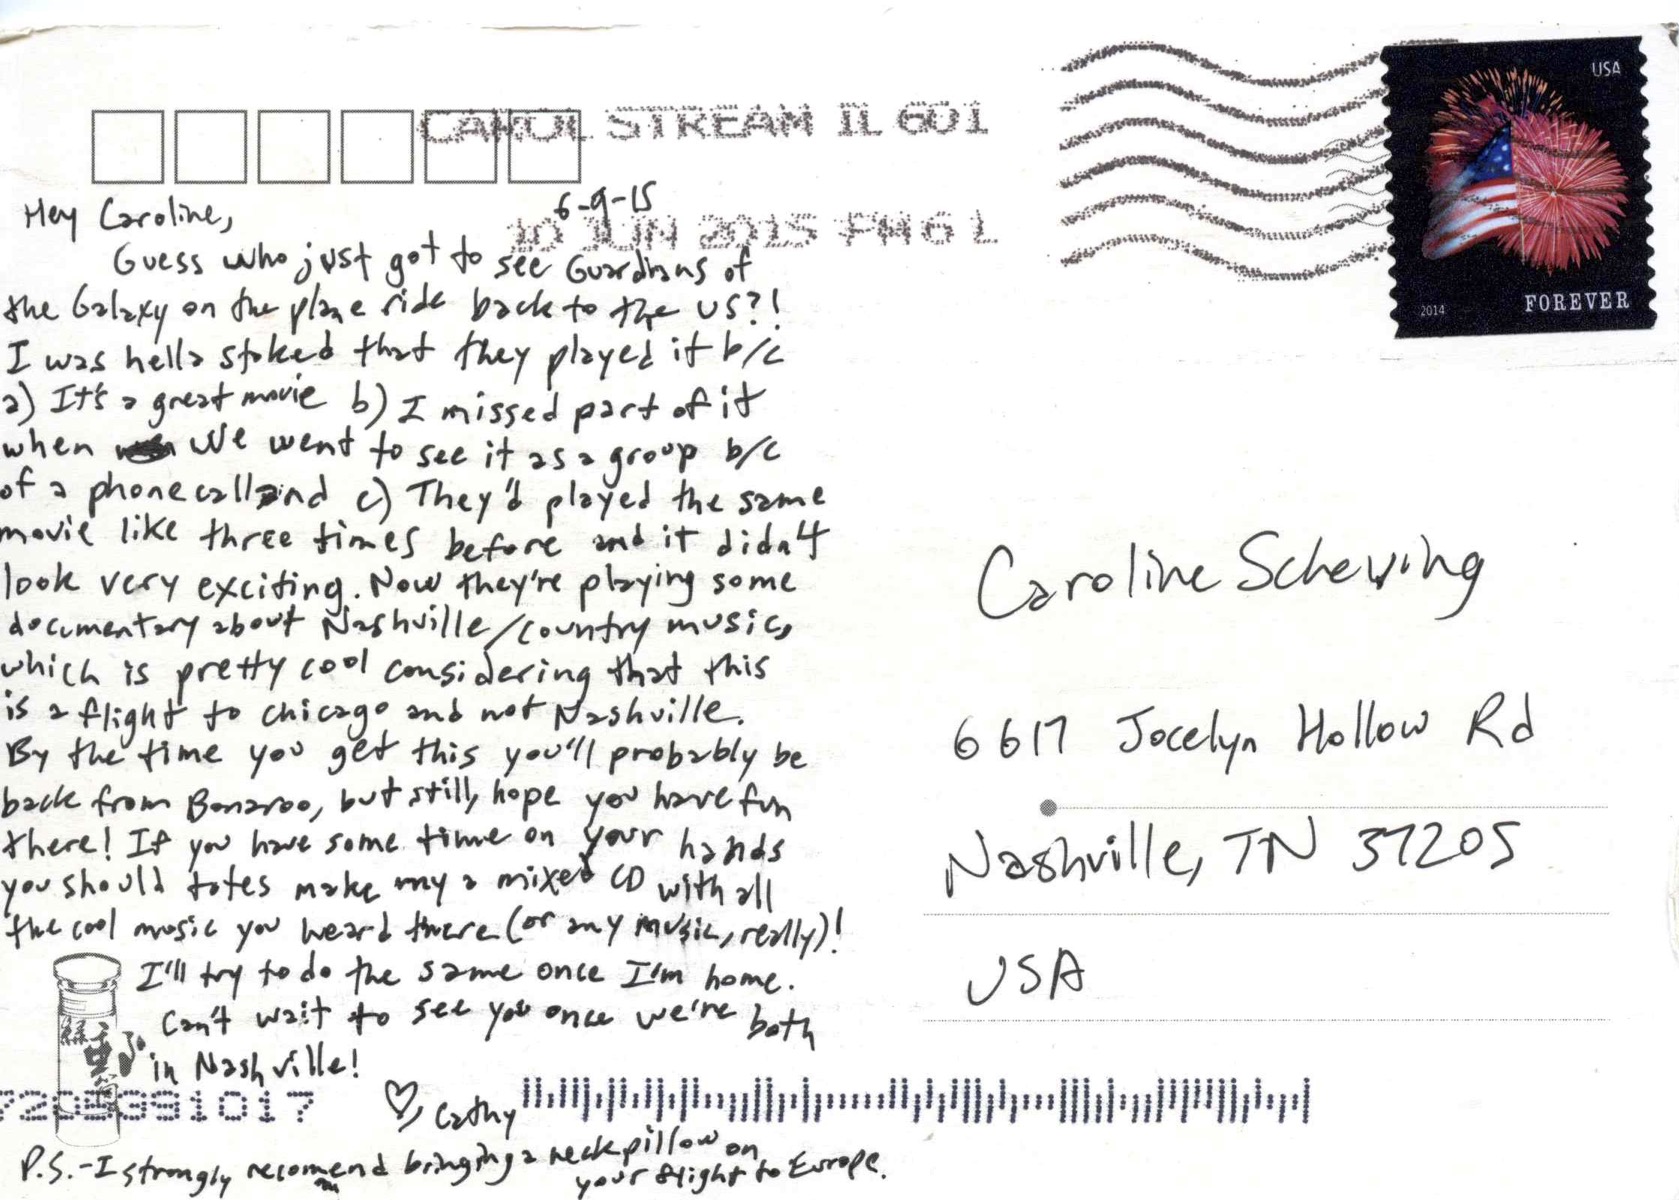 CAROL STREAM IL 601
10 JUN 2015 PM 6 L
USA
2014
FOREVER
6-9-15
Hey Caroline,
Guess who just got to see Guardians of
the Galaxy on the plane ride back to the US?!
I was hella stoked that they played it b/c
a) It's a great movie b) I missed part of it
when we went to see it as a group b/c
of a phone call and c) They'd played the same
movie like three times before and it didn't
look very exciting. Now they're playing some
documentary about Nashville/country music,
which is pretty cool considering that this
is a flight to Chicago and not Nashville.
By the time you get this you'll probably be
back from Bonaroo, but still, hope you have fun
there! If you have some time on your hands
you should totes make my a mixed CD with all
the cool music you heard there (or any music, really)!
I'll try to do the same once I'm home.
Can't wait to see you once we're both
in Nashville!
♡, Cathy
P.S. - I strongly recomend bringing a neck pillow on
your flight to Europe.
Caroline Scheuing
6617 Jocelyn Hollow Rd
Nashville, TN 37205
USA
7205391017